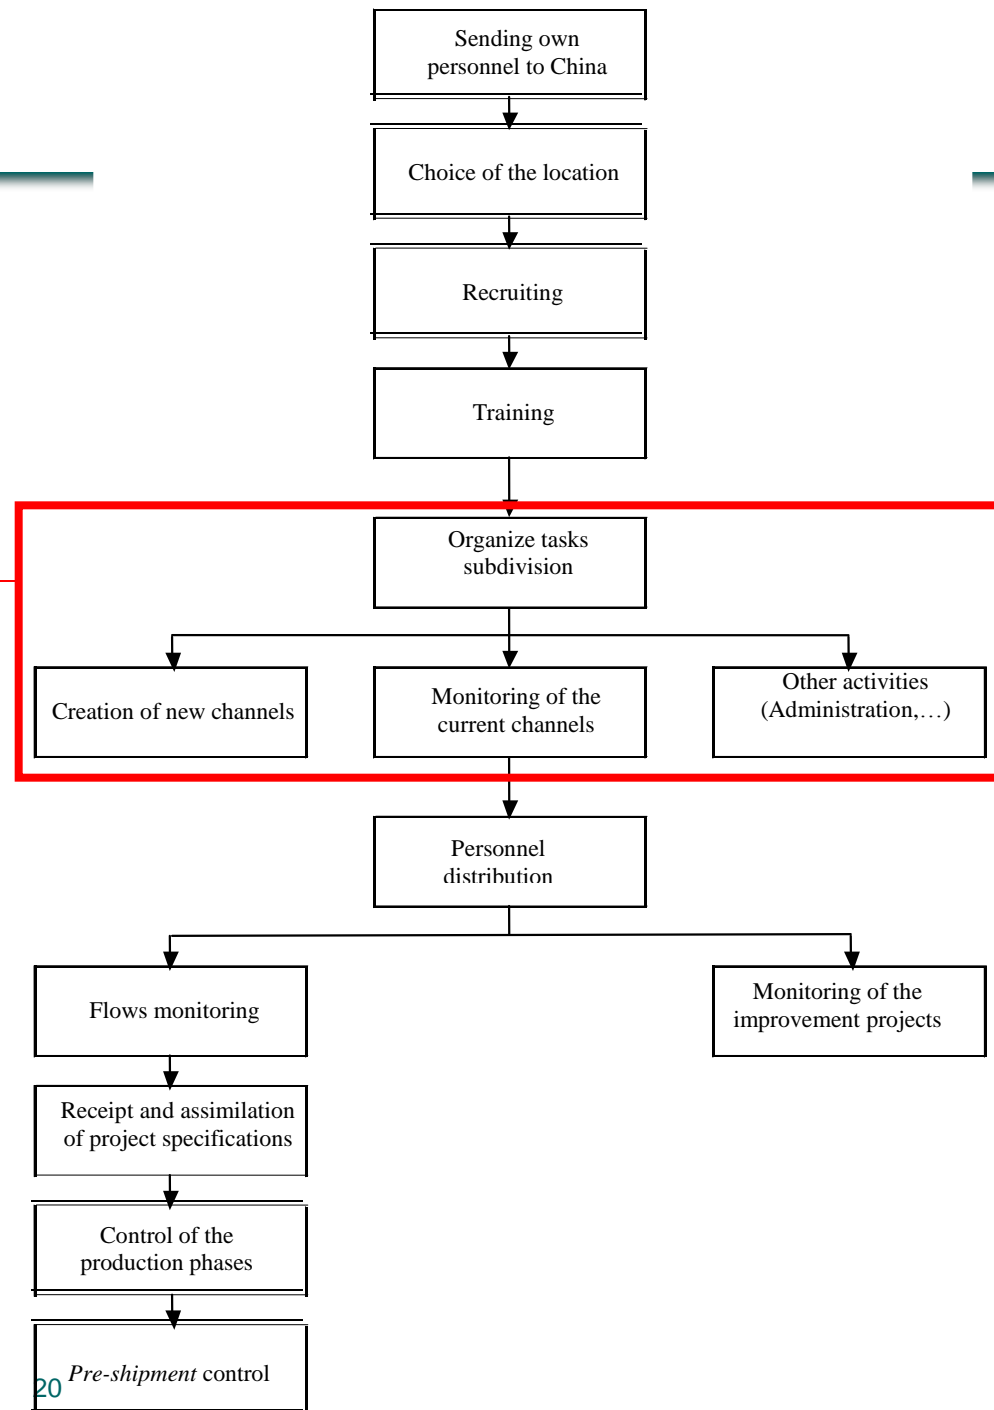 Sending own
personnel to China
Choice of the location
Recruiting
Training
Organize tasks
subdivision
Creation of new channels
Monitoring of the
current channels
Other activities
(Administration,…)
Personnel
distribution
Flows monitoring
Monitoring of the
improvement projects
Receipt and assimilation
of project specifications
Control of the
production phases
Pre-shipment control
20